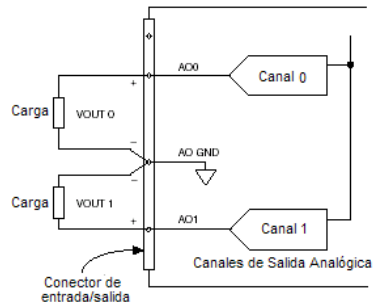 AO0
Canal 0
Carga
VOUT 0
+
−
AO GND
−
Carga
VOUT 1
+
AO1
Canal 1
Canales de Salida Analógica
Conector de
entrada/salida